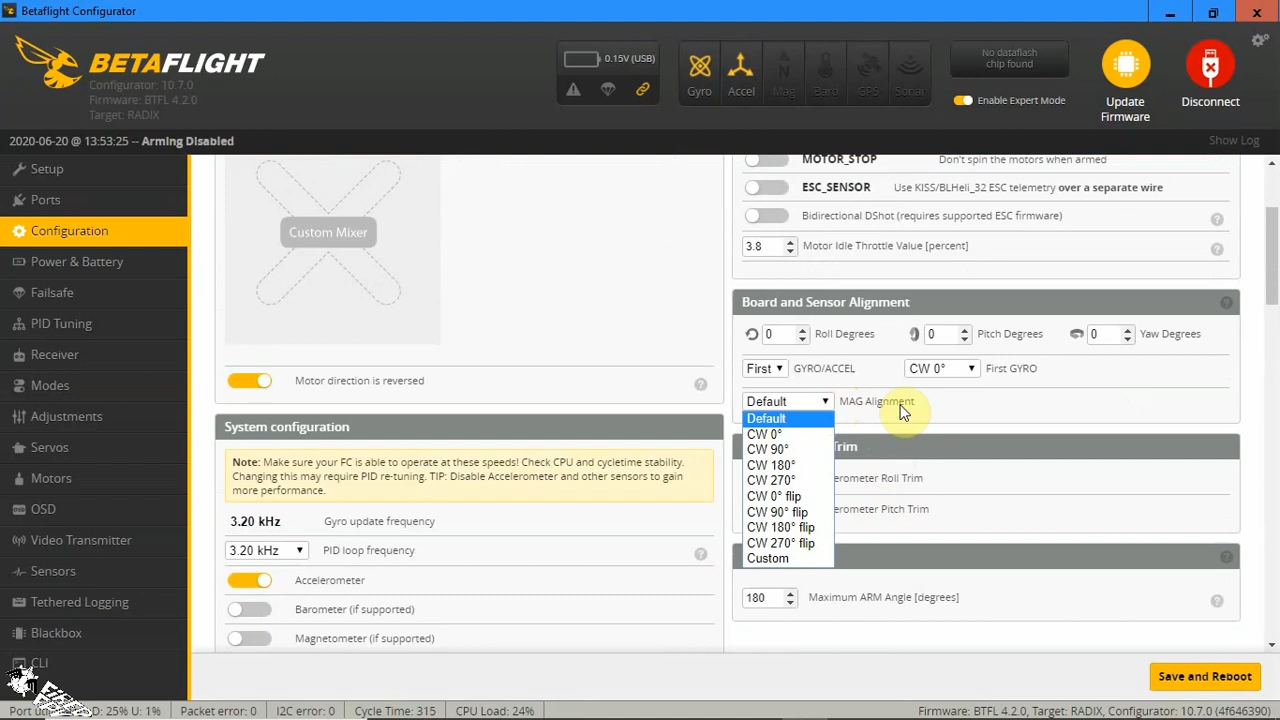 Betaflight Configurator
BETAFLIGHT
Configurator: 10.7.0
Firmware: BTFL 4.2.0
Target: RADIX
0.15V (USB)
Gyro
Accel
Mag
Baro
GPS
Sonar
No dataflash
chip found
Enable Expert Mode
Update
Firmware
Disconnect
2020-06-20 @ 13:53:25 -- Arming Disabled
Show Log
Setup
Ports
Configuration
Power & Battery
Failsafe
PID Tuning
Receiver
Modes
Adjustments
Servos
Motors
OSD
Video Transmitter
Sensors
Tethered Logging
Blackbox
CLI
Custom Mixer
Motor direction is reversed
System configuration
Note: Make sure your FC is able to operate at these speeds! Check CPU and cycletime stability.
Changing this may require PID re-tuning. TIP: Disable Accelerometer and other sensors to gain
more performance.
3.20 kHz Gyro update frequency
3.20 kHz PID loop frequency
Accelerometer
Barometer (if supported)
Magnetometer (if supported)
MOTOR_STOP Don't spin the motors when armed
ESC_SENSOR Use KISS/BLHeli_32 ESC telemetry over a separate wire
Bidirectional DShot (requires supported ESC firmware)
3.8 Motor Idle Throttle Value [percent]
Board and Sensor Alignment
0 Roll Degrees 0 Pitch Degrees 0 Yaw Degrees
First GYRO/ACCEL CW 0° First GYRO
Default MAG Alignment
Default
CW 0°
CW 90°
CW 180°
CW 270°
CW 0° flip
CW 90° flip
CW 180° flip
CW 270° flip
Custom
Trim
erometer Roll Trim
erometer Pitch Trim
180 Maximum ARM Angle [degrees]
Save and Reboot
Port ut D: 25% U: 1%
Packet error: 0
I2C error: 0
Cycle Time: 315
CPU Load: 24%
Firmware: BTFL 4.2.0, Target: RADIX, Configurator: 10.7.0 (4f646390)